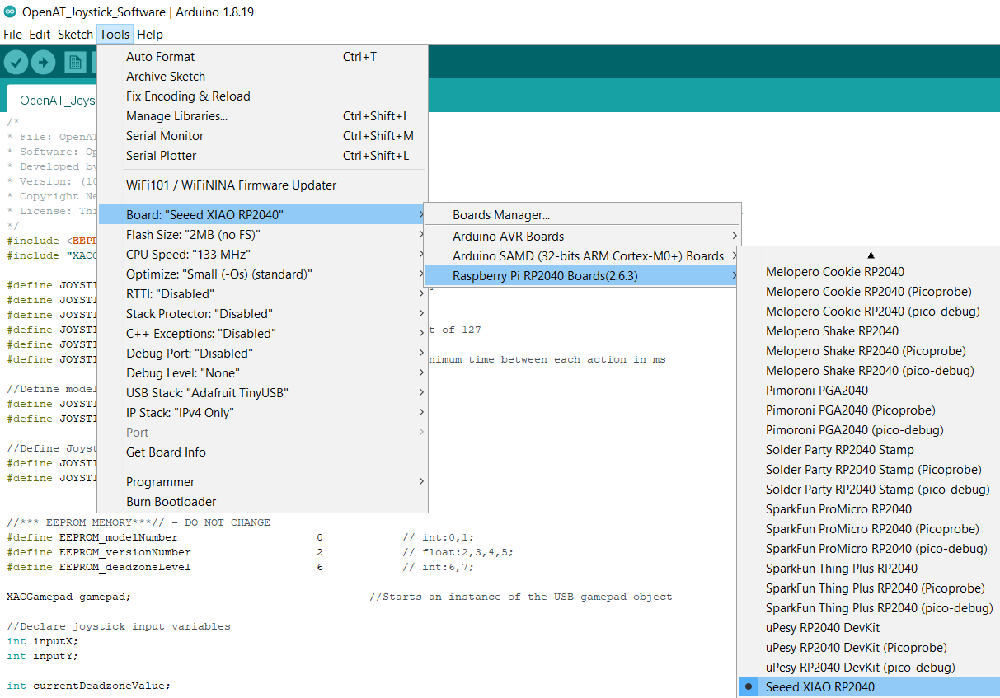 OpenAT_Joystick_Software | Arduino 1.8.19
File Edit Sketch Tools Help
Auto Format Ctrl+T
Archive Sketch
Fix Encoding & Reload
Manage Libraries... Ctrl+Shift+I
Serial Monitor Ctrl+Shift+M
Serial Plotter Ctrl+Shift+L
WiFi101 / WiFiNINA Firmware Updater
Board: "Seeed XIAO RP2040"
Flash Size: "2MB (no FS)"
CPU Speed: "133 MHz"
Optimize: "Small (-Os) (standard)"
RTTI: "Disabled"
Stack Protector: "Disabled"
C++ Exceptions: "Disabled"
Debug Port: "Disabled"
Debug Level: "None"
USB Stack: "Adafruit TinyUSB"
IP Stack: "IPv4 Only"
Port
Get Board Info
Programmer
Burn Bootloader
Boards Manager...
Arduino AVR Boards
Arduino SAMD (32-bits ARM Cortex-M0+) Boards
Raspberry Pi RP2040 Boards(2.6.3)
Melopero Cookie RP2040
Melopero Cookie RP2040 (Picoprobe)
Melopero Cookie RP2040 (pico-debug)
Melopero Shake RP2040
Melopero Shake RP2040 (Picoprobe)
Melopero Shake RP2040 (pico-debug)
Pimoroni PGA2040
Pimoroni PGA2040 (Picoprobe)
Pimoroni PGA2040 (pico-debug)
Solder Party RP2040 Stamp
Solder Party RP2040 Stamp (Picoprobe)
Solder Party RP2040 Stamp (pico-debug)
SparkFun ProMicro RP2040
SparkFun ProMicro RP2040 (Picoprobe)
SparkFun ProMicro RP2040 (pico-debug)
SparkFun Thing Plus RP2040
SparkFun Thing Plus RP2040 (Picoprobe)
SparkFun Thing Plus RP2040 (pico-debug)
uPesy RP2040 DevKit
uPesy RP2040 DevKit (Picoprobe)
uPesy RP2040 DevKit (pico-debug)
Seeed XIAO RP2040
OpenAT_Joyst
/*
* File: OpenAT
* Software: Op
* Developed by
* Version: (10
* Copyright Ne
* License: Thi
*/
#include <EEPR
#include "XACG
#define JOYSTI
#define JOYSTI
#define JOYSTI
#define JOYSTI t of 127
#define JOYSTI
#define JOYSTI nimum time between each action in ms
//Define model
#define JOYSTI
#define JOYSTI
//Define Joyst
#define JOYSTI
#define JOYSTI
//*** EEPROM MEMORY***// - DO NOT CHANGE
#define EEPROM_modelNumber 0 // int:0,1;
#define EEPROM_versionNumber 2 // float:2,3,4,5;
#define EEPROM_deadzoneLevel 6 // int:6,7;
XACGamepad gamepad; //Starts an instance of the USB gamepad object
//Declare joystick input variables
int inputX;
int inputY;
int currentDeadzoneValue;